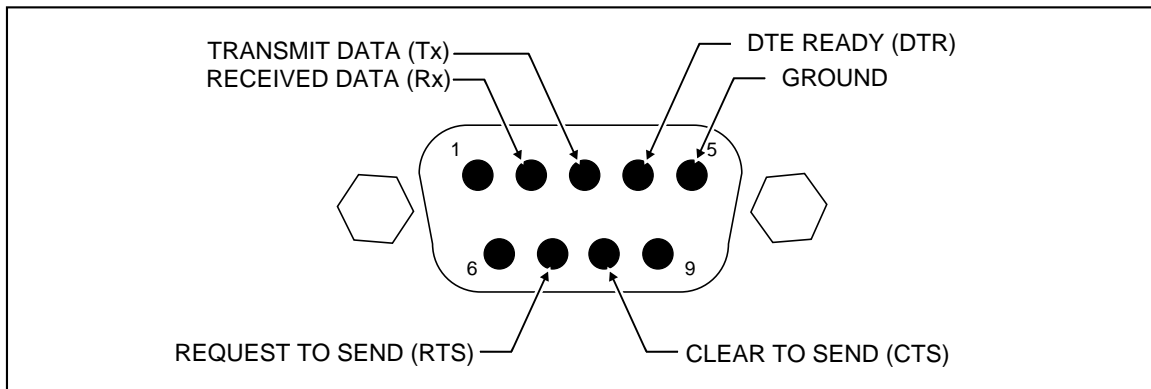 TRANSMIT DATA (Tx)
DTE READY (DTR)
RECEIVED DATA (Rx)
GROUND
1
5
6
9
REQUEST TO SEND (RTS)
CLEAR TO SEND (CTS)